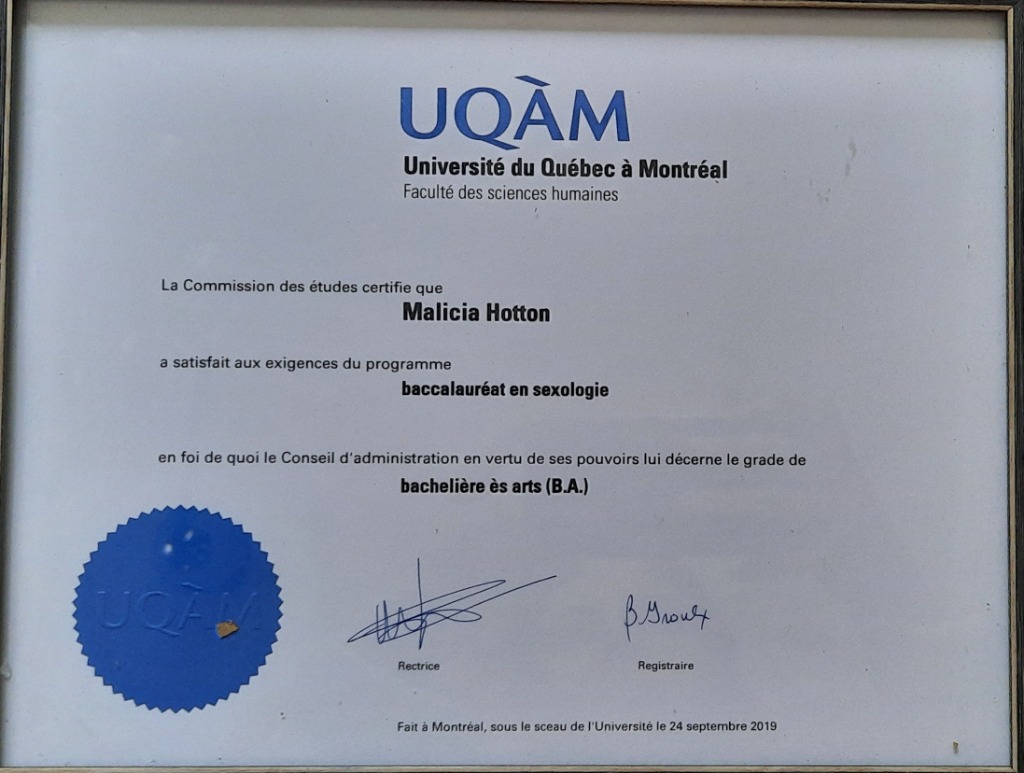 UQÀM
Université du Québec à Montréal
Faculté des sciences humaines
La Commission des études certifie que
Malicia Hotton
a satisfait aux exigences du programme
baccalauréat en sexologie
en foi de quoi le Conseil d'administration en vertu de ses pouvoirs lui décerne le grade de
bachelière ès arts (B.A.)
UQÀM
B Groulx
Rectrice
Registraire
Fait à Montréal, sous le sceau de l'Université le 24 septembre 2019